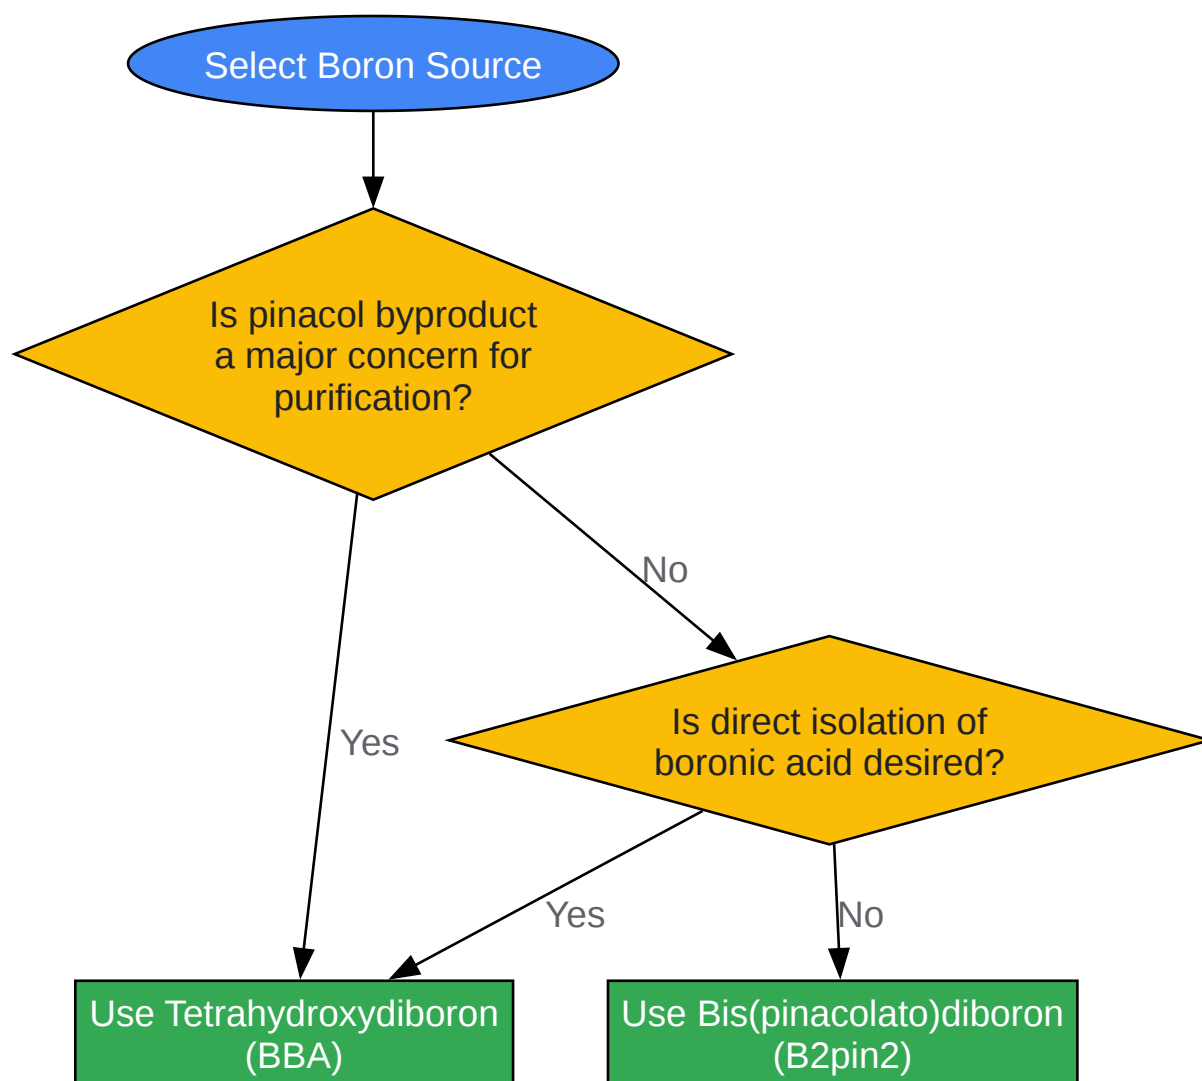 Select Boron Source
Is pinacol byproduct
a major concern for
purification?
No
Is direct isolation of
boronic acid desired?
Yes
Yes
No
Use Tetrahydroxydiboron
(BBA)
Use Bis(pinacolato)diboron
(B2pin2)